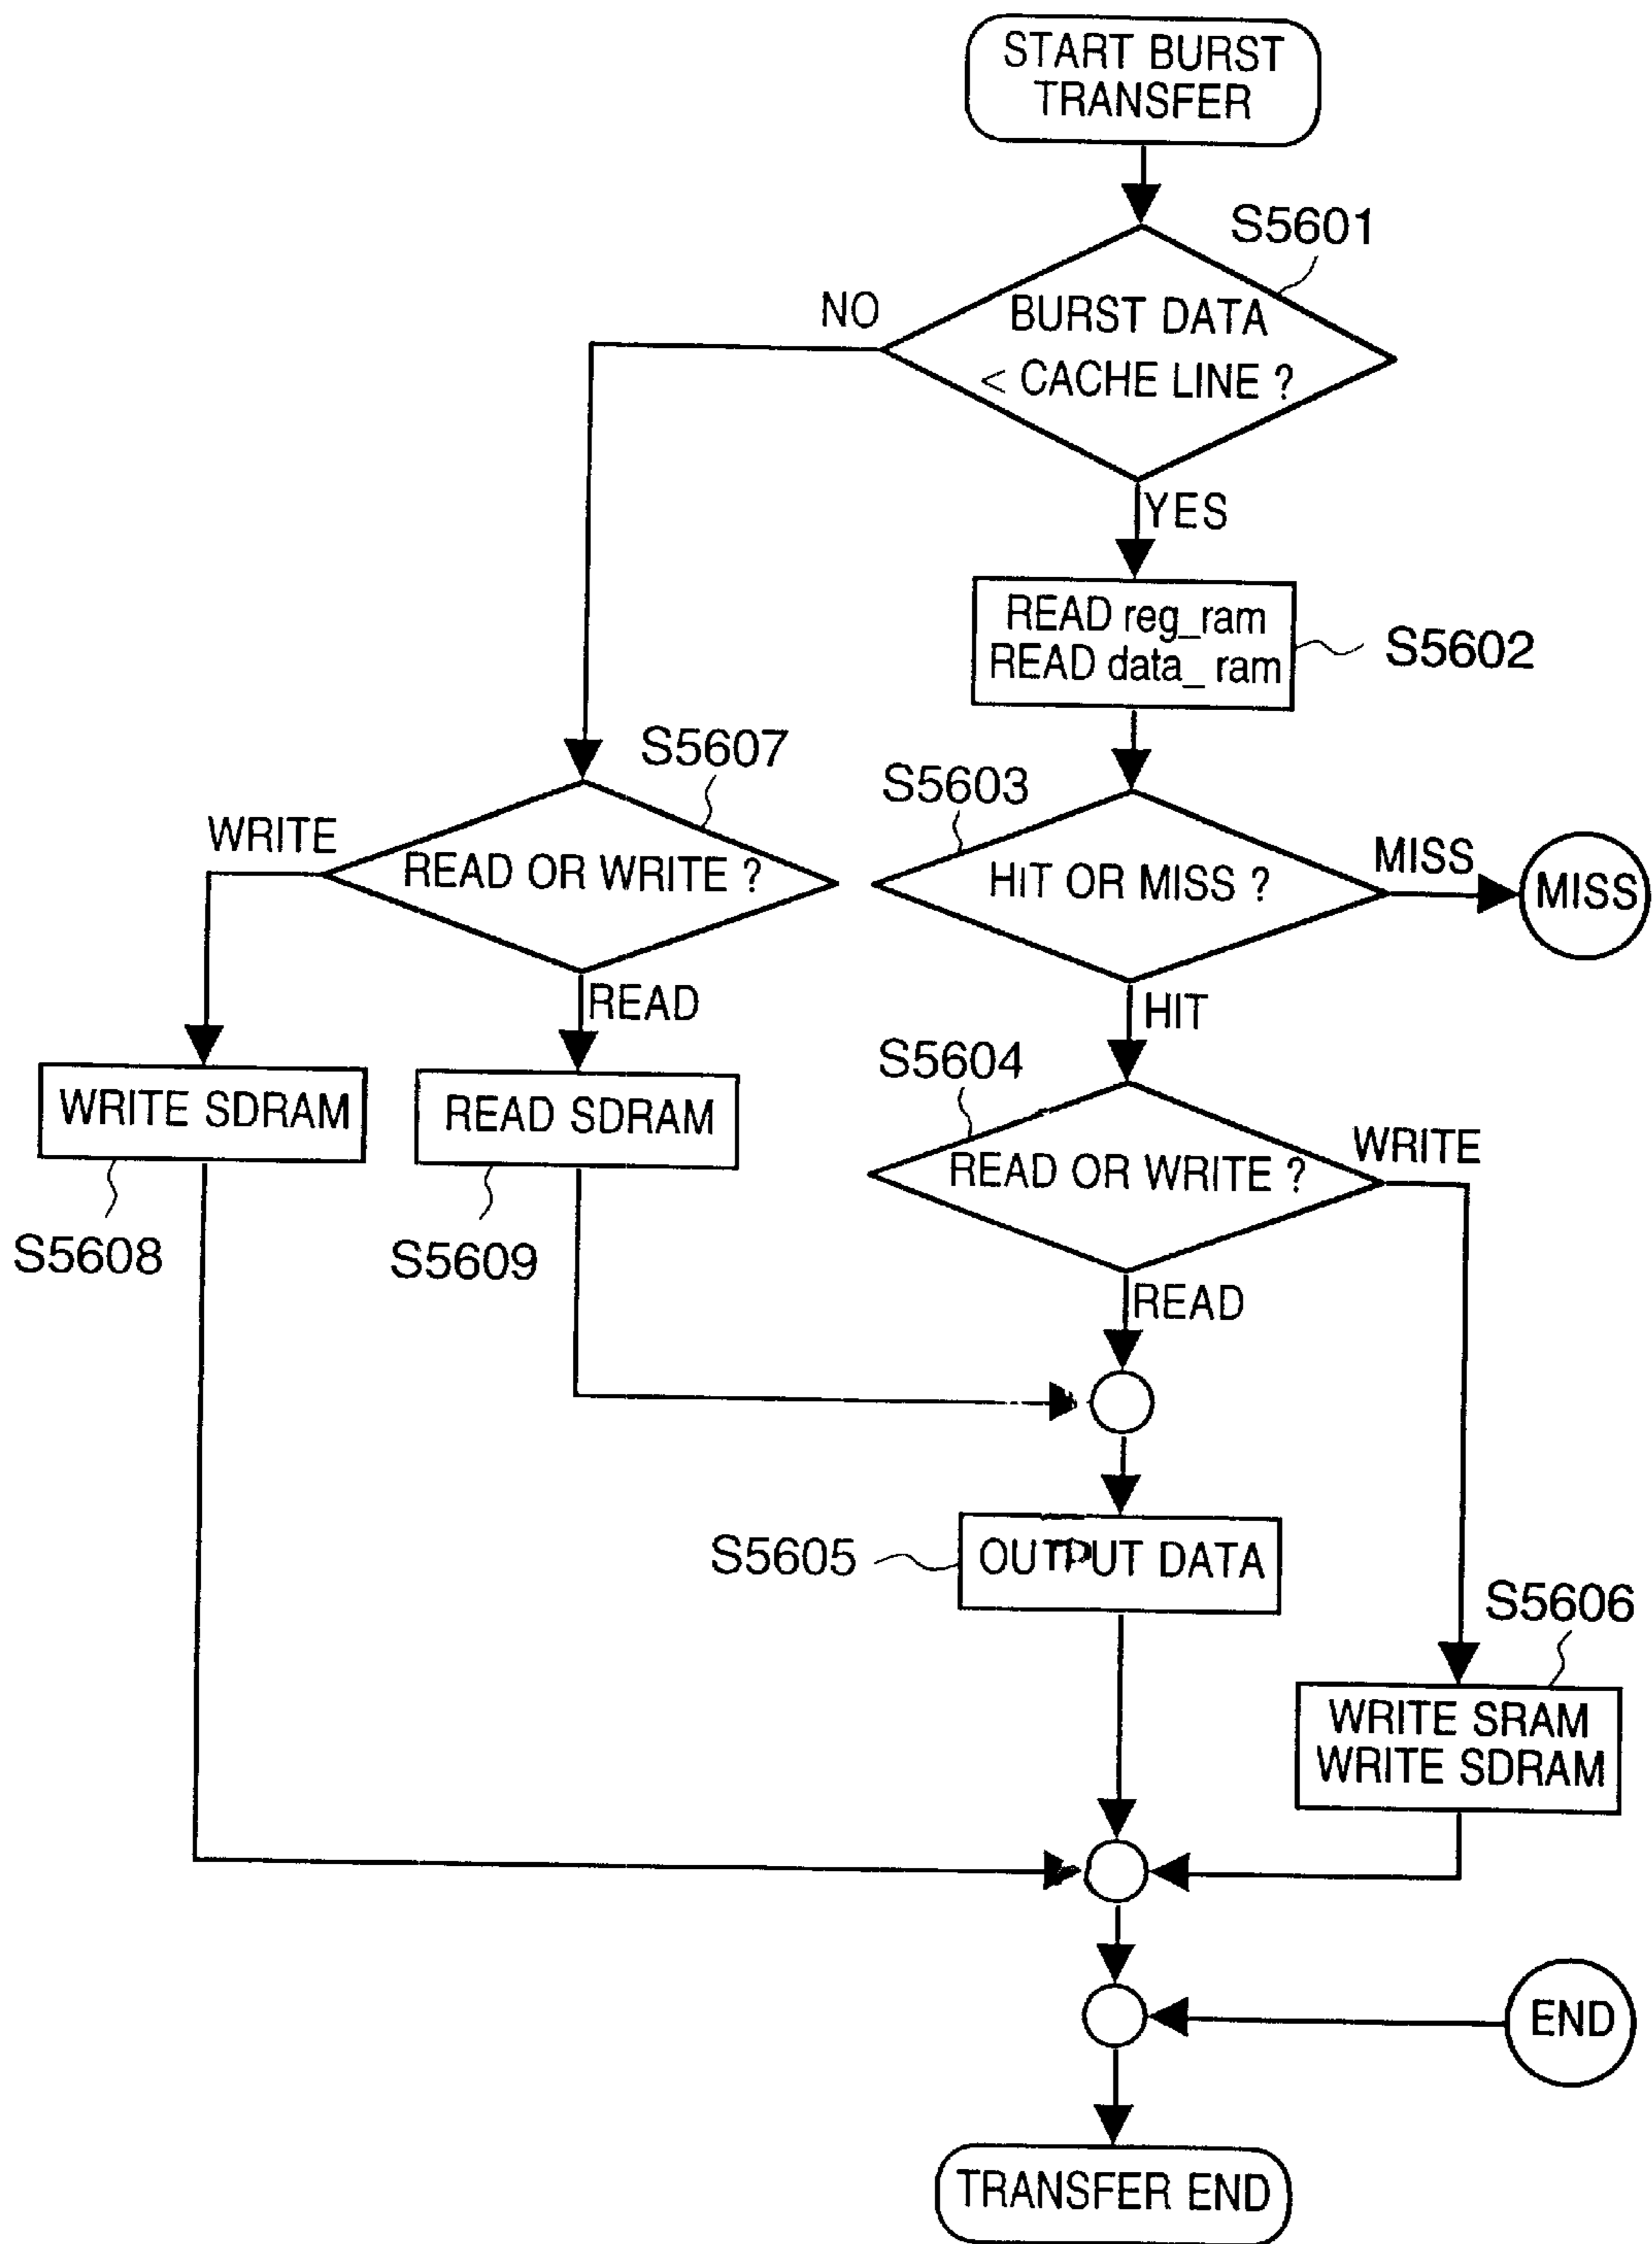 START BURST
TRANSFER
S5601
NO
BURST DATA
< CACHE LINE ?
YES
READ reg_ram
READ data_ ram
S5602
S5607
S5603
WRITE
READ OR WRITE ?
HIT OR MISS ?
MISS
MISS
READ
HIT
S5604
WRITE SDRAM
READ SDRAM
READ OR WRITE ?
WRITE
S5608
S5609
READ
S5605
OUTPUT DATA
S5606
WRITE SRAM
WRITE SDRAM
END
TRANSFER END